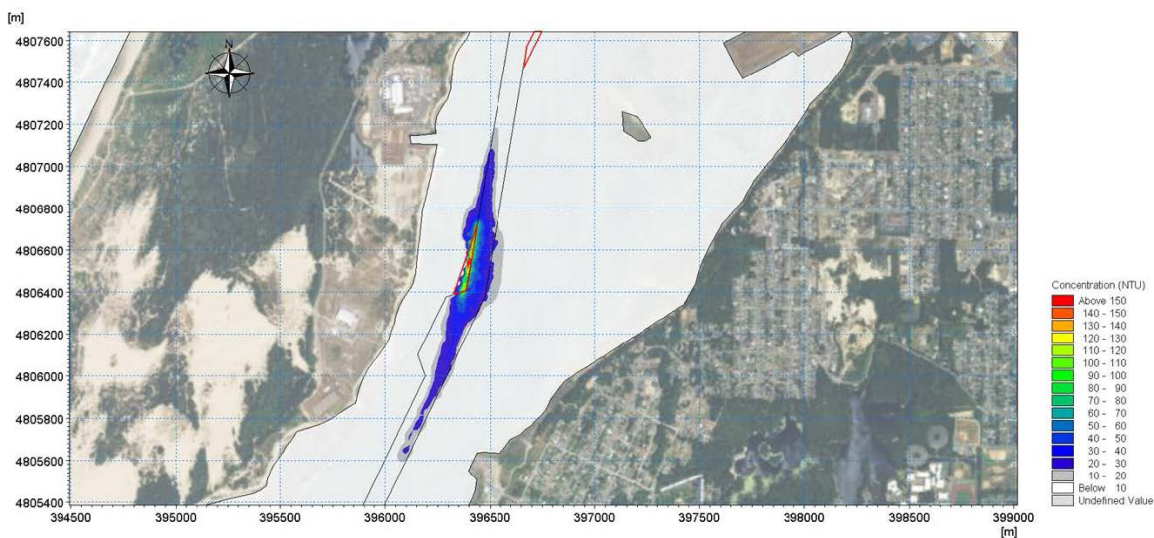 [m]
4807600
4807400
4807200
4807000
4806800
4806600
4806400
4806200
4806000
4805800
4805600
4805400
N
394500 395000 395500 396000 396500 397000 397500 398000 398500 399000
[m]
Concentration (NTU)
Above 150
140 - 150
130 - 140
120 - 130
110 - 120
100 - 110
90 - 100
80 - 90
70 - 80
60 - 70
50 - 60
40 - 50
30 - 40
20 - 30
10 - 20
Below 10
Undefined Value